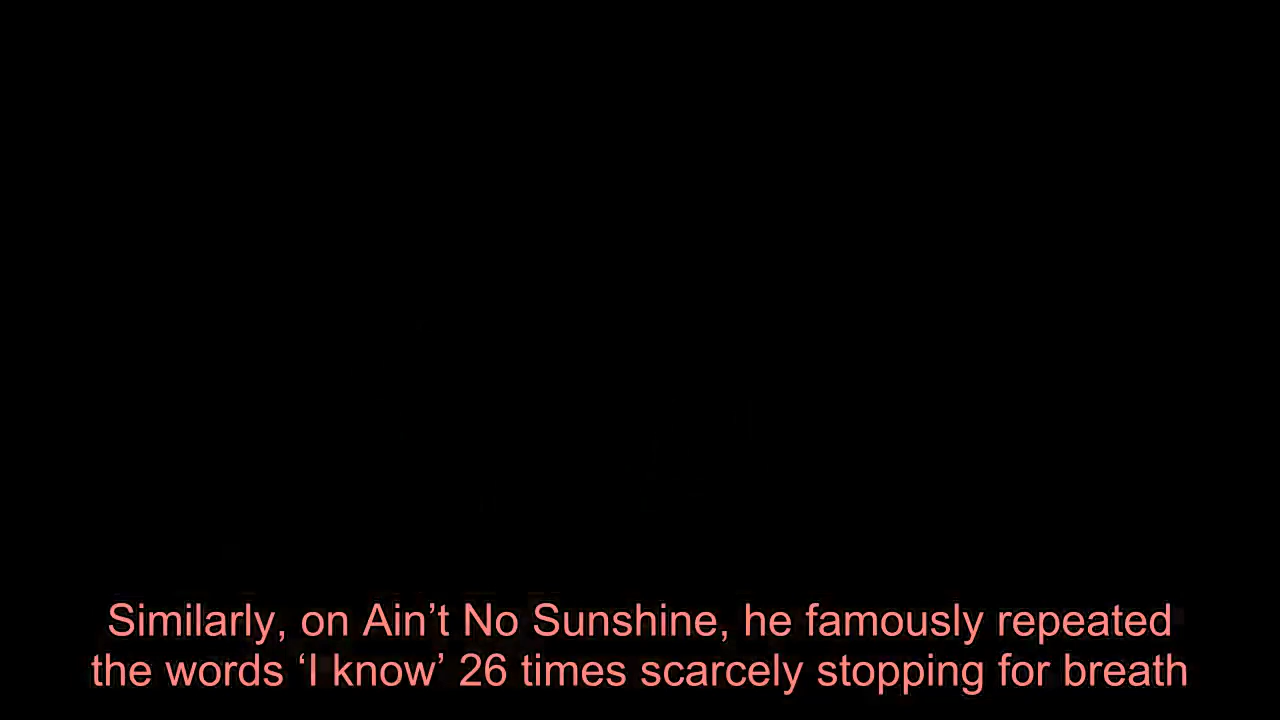 Similarly, on Ain’t No Sunshine, he famously repeated
the words ‘I know’ 26 times scarcely stopping for breath